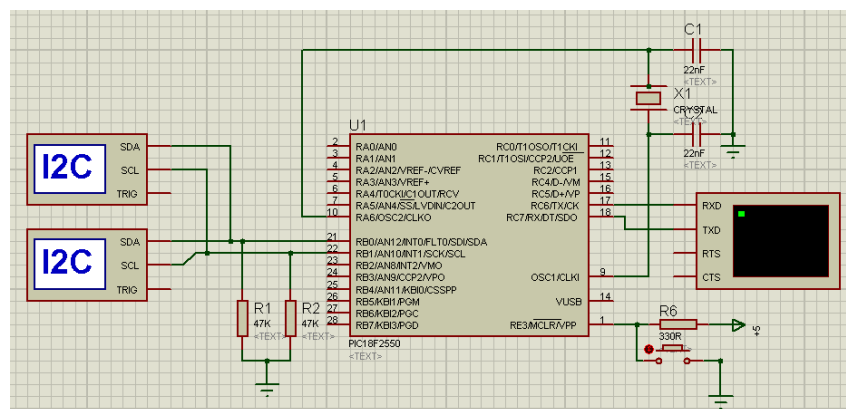 C1
22nF
<TEXT>
X1
CRYSTAL
<TEXT>
C2
22nF
<TEXT>
U1
2 RA0/AN0 RC0/T1OSO/T1CKI 11
3 RA1/AN1 RC1/T1OSI/CCP2/UOE 12
4 RA2/AN2/VREF-/CVREF RC2/CCP1 13
5 RA3/AN3/VREF+ RC4/D-/VM 15
6 RA4/T0CKI/C1OUT/RCV RC5/D+/VP 16
7 RA5/AN4/SS/LVDIN/C2OUT RC6/TX/CK 17
10 RA6/OSC2/CLKO RC7/RX/DT/SDO 18
21 RB0/AN12/INT0/FLT0/SDI/SDA
22 RB1/AN10/INT1/SCK/SCL
23 RB2/AN8/INT2/VMO
24 RB3/AN9/CCP2/VPO OSC1/CLKI 9
25 RB4/AN11/KBI0/CSSPP
26 RB5/KBI1/PGM VUSB 14
27 RB6/KBI2/PGC
28 RB7/KBI3/PGD RE3/MCLR/VPP 1
PIC18F2550
<TEXT>
I2C
SDA
SCL
TRIG
I2C
SDA
SCL
TRIG
R1
47K
<TEXT>
R2
47K
<TEXT>
RXD
TXD
RTS
CTS
R6
330R
<TEXT>
+5